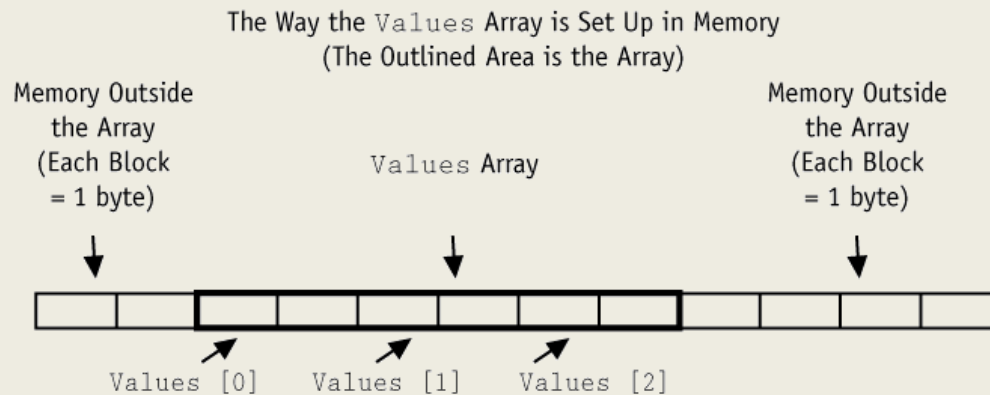 The Way the Values Array is Set Up in Memory
(The Outlined Area is the Array)
Memory Outside
the Array
(Each Block
= 1 byte)
Values Array
Memory Outside
the Array
(Each Block
= 1 byte)
Values [0]
Values [1]
Values [2]